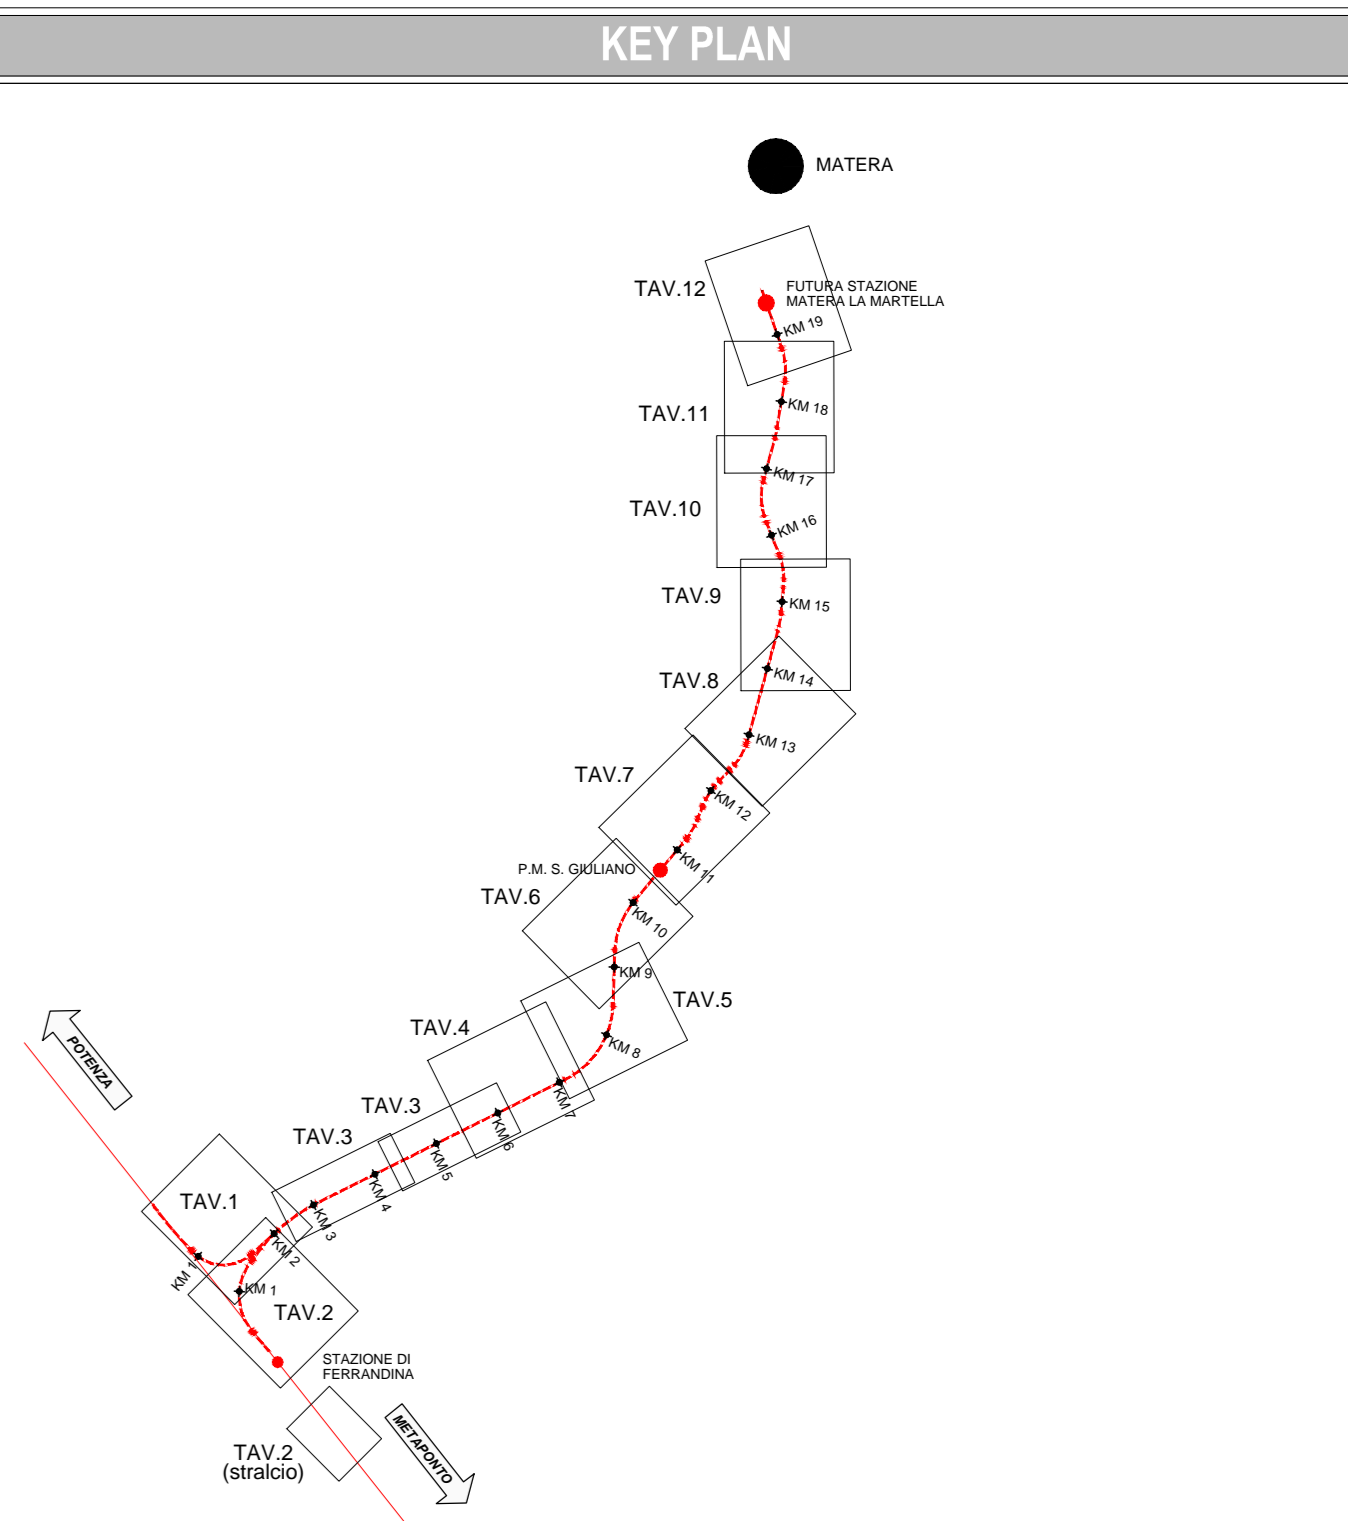 KEY PLAN
MATERA
TAV.12
FUTURA STAZIONE
MATERA LA MARTELLA
KM 19
TAV.11
KM 18
KM 17
TAV.10
KM 16
TAV.9
KM 15
TAV.8
KM 14
KM 13
TAV.7
KM 12
P.M. S. GIULIANO
KM 11
TAV.6
KM 10
KM 9
TAV.5
TAV.4
KM 8
POTENZA
KM 7
TAV.3
KM 6
TAV.3
KM 5
KM 4
TAV.1
KM 3
KM 2
KM 1
KM 1
TAV.2
STAZIONE DI
FERRANDINA
METAPONTO
TAV.2
(stralcio)